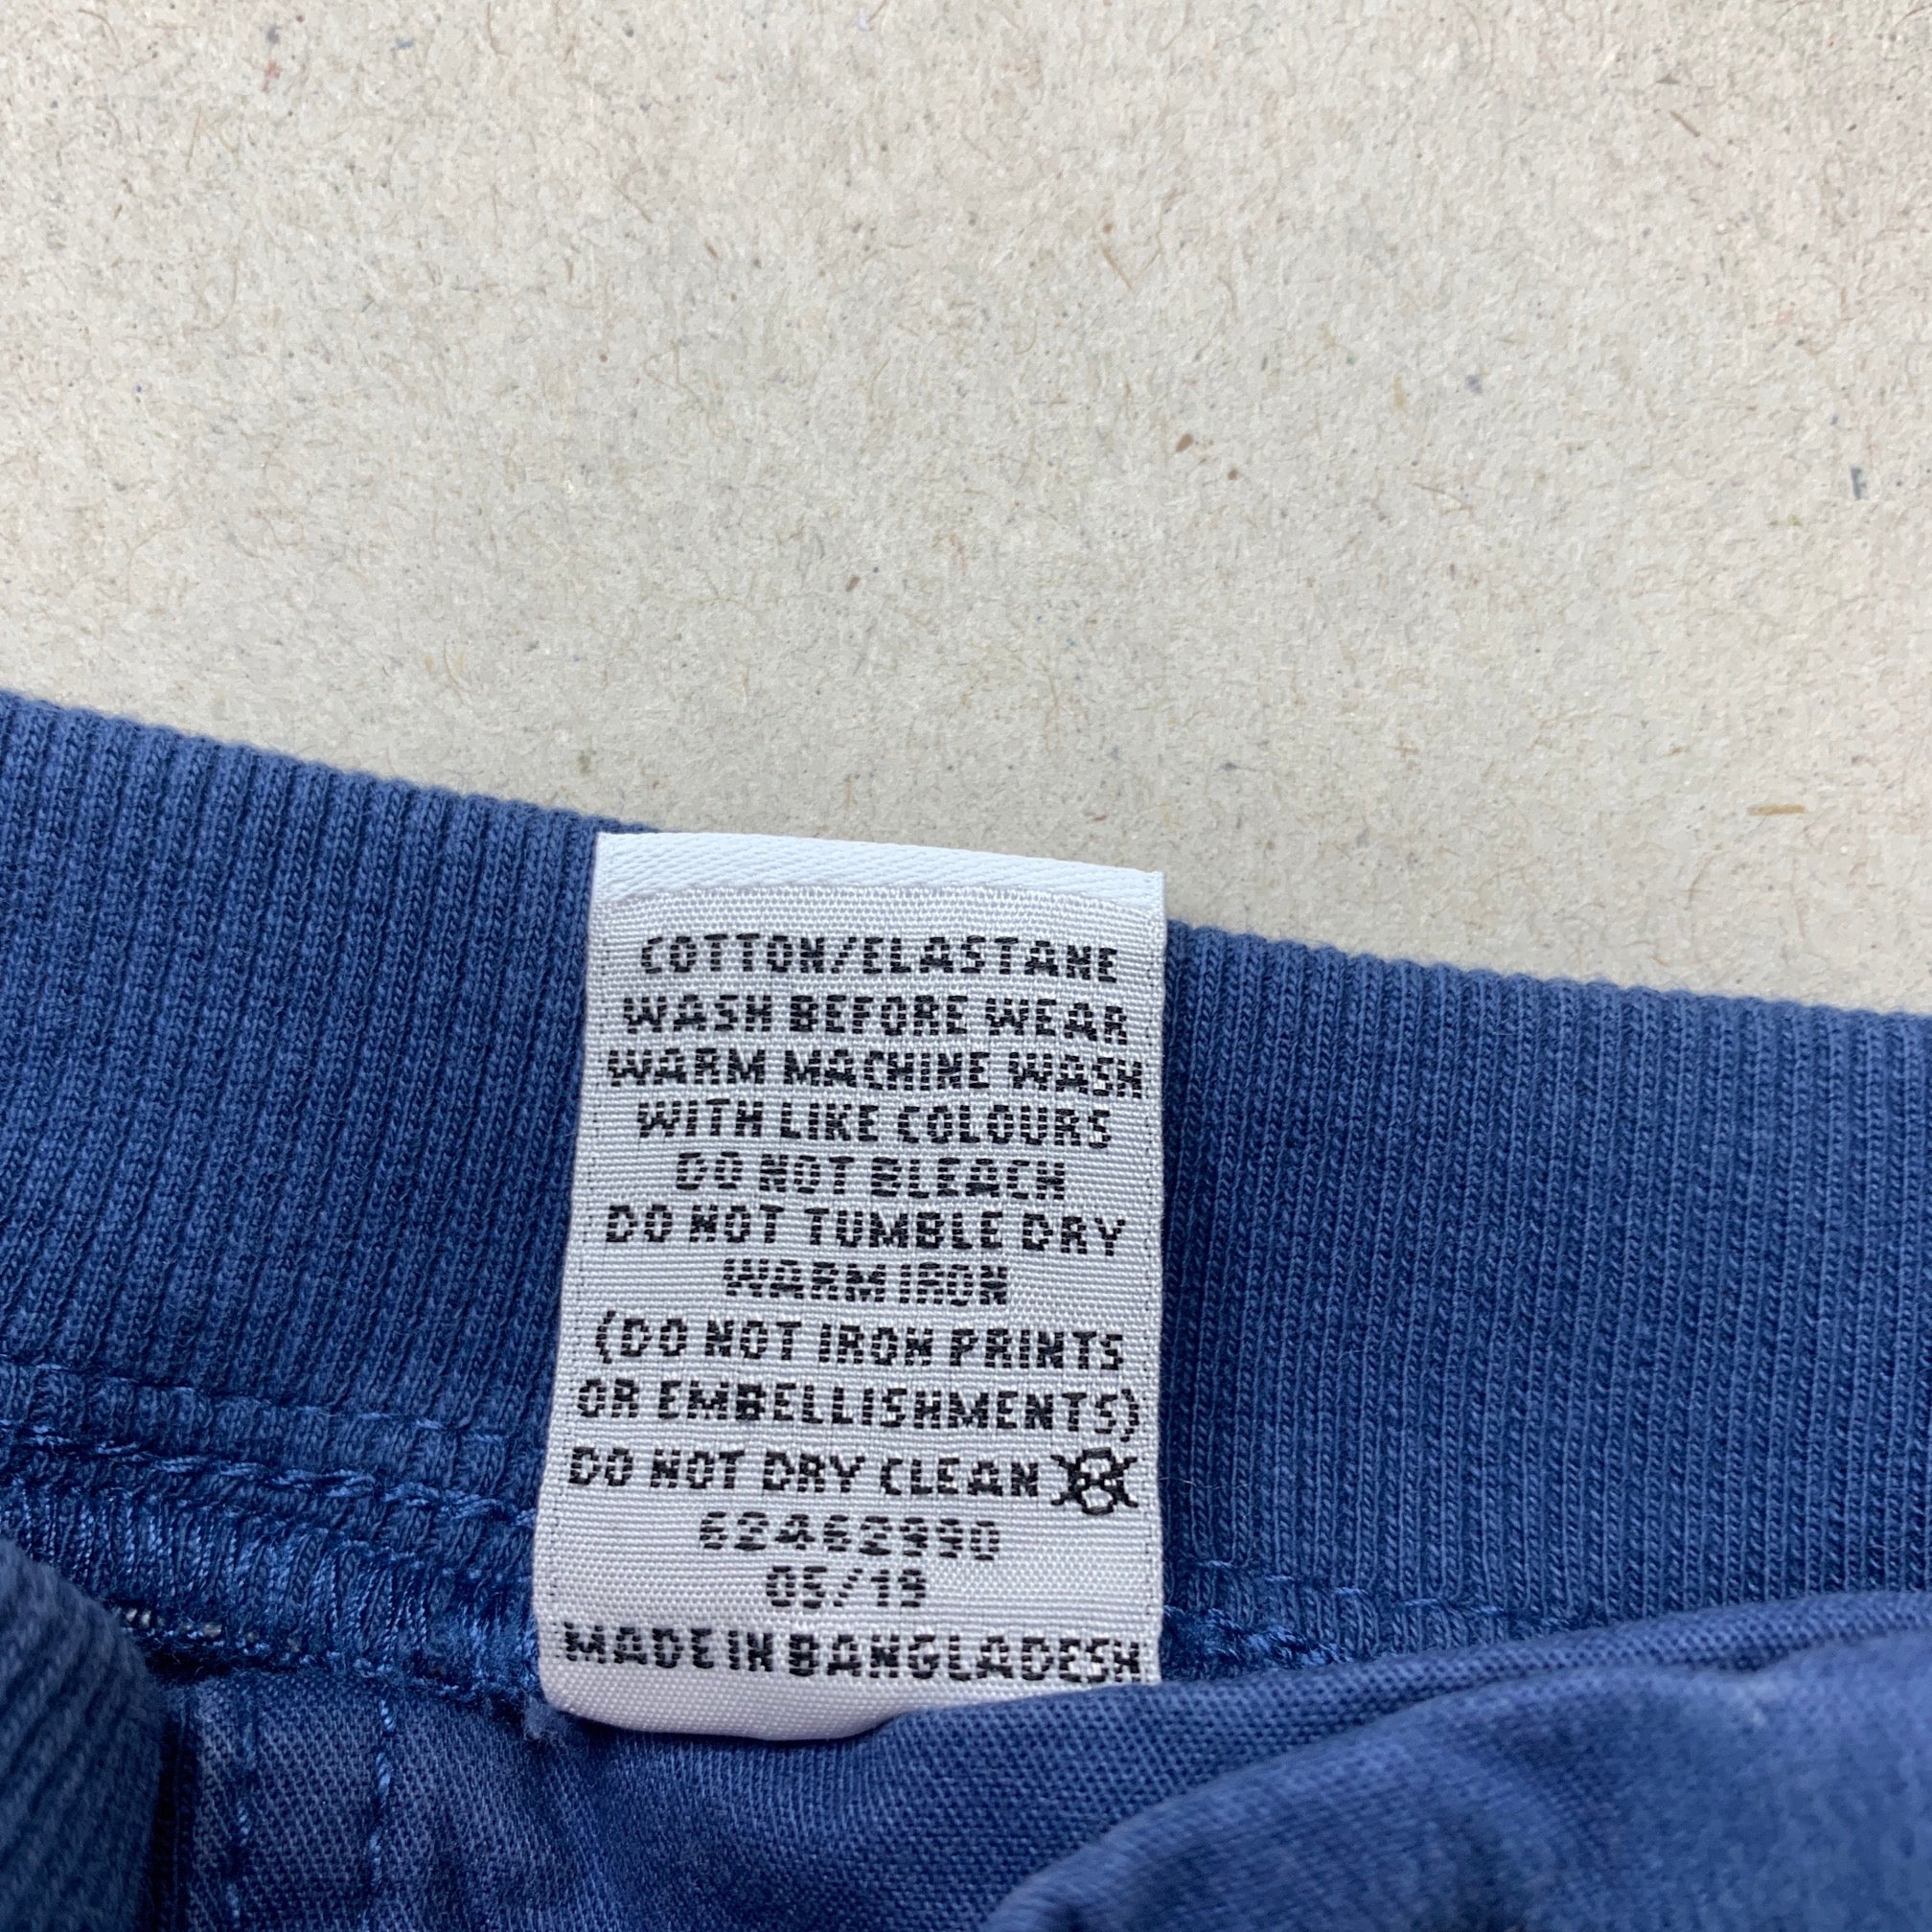 COTTON/ELASTANE
WASH BEFORE WEAR
WARM MACHINE WASH
WITH LIKE COLOURS
DO NOT BLEACH
DO NOT TUMBLE DRY
WARM IRON
(DO NOT IRON PRINTS
OR EMBELLISHMENTS)
DO NOT DRY CLEAN
62462990
05/19
MADE IN BANGLADESH